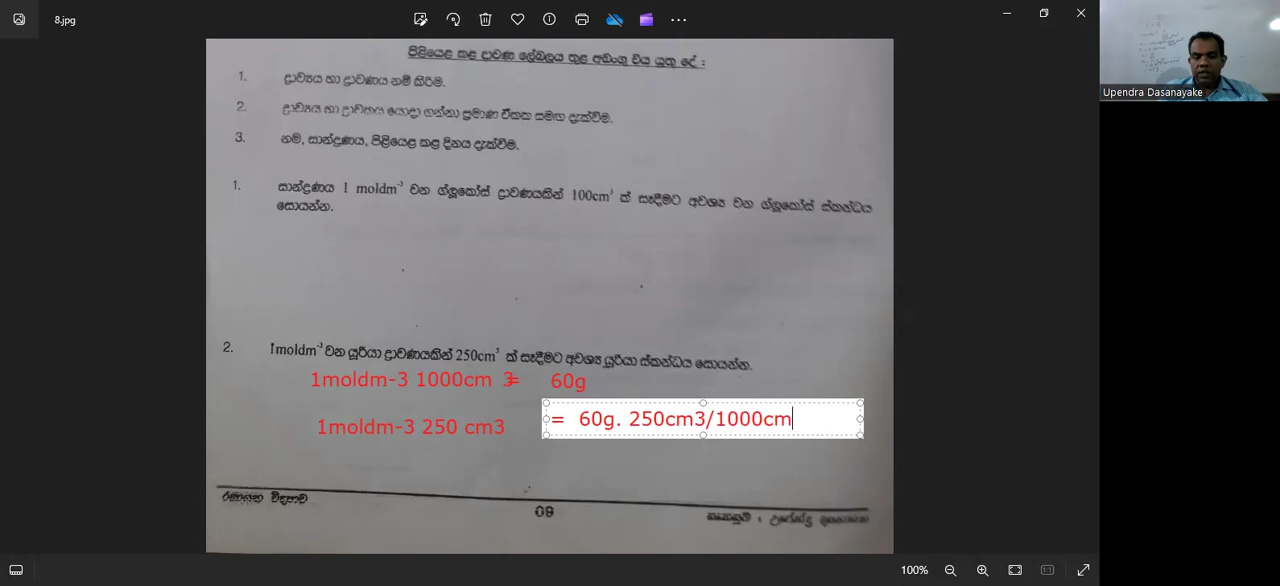 8.jpg
Upendra Dasanayake
පිළියෙළ කළ ද්‍රාවණ ලේබලය තුළ අඩංගු විය යුතු දේ :
1. ද්‍රාව්‍යය හා ද්‍රාවණය නම් කිරීම.
2. ද්‍රාව්‍යය හා ද්‍රාවකය යොදා ගන්නා ප්‍රමාණ ඒකක සමඟ දැක්වීම.
3. නම, සාන්ද්‍රණය, පිළියෙළ කළ දිනය දැක්වීම.
1. සාන්ද්‍රණය 1 moldm⁻³ වන ග්ලූකෝස් ද්‍රාවණයකින් 100cm³ ක් සෑදීමට අවශ්‍ය වන ග්ලූකෝස් ස්කන්ධය
සොයන්න.
2. 1moldm⁻³ වන යූරියා ද්‍රාවණයකින් 250cm³ ක් සෑදීමට අවශ්‍ය යූරියා ස්කන්ධය සොයන්න.
1moldm-3 1000cm 3= 60g
1moldm-3 250 cm3 = 60g. 250cm3/1000cm
රසායන විද්‍යාව 09
100%